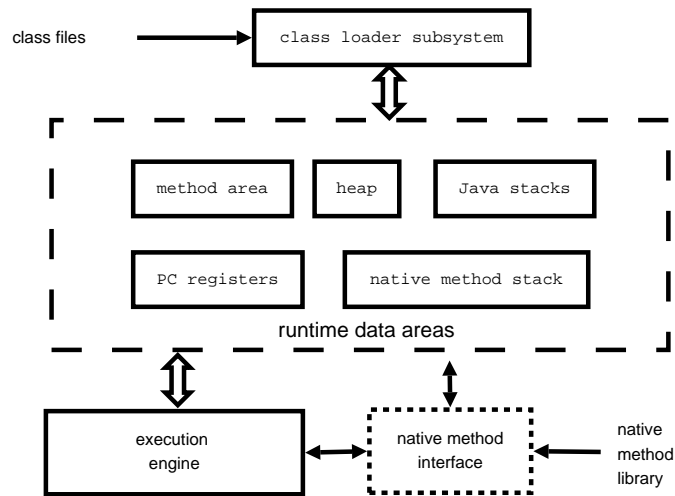 class files
class loader subsystem
method area
heap
Java stacks
PC registers
native method stack
runtime data areas
execution
engine
native method
interface
native
method
library